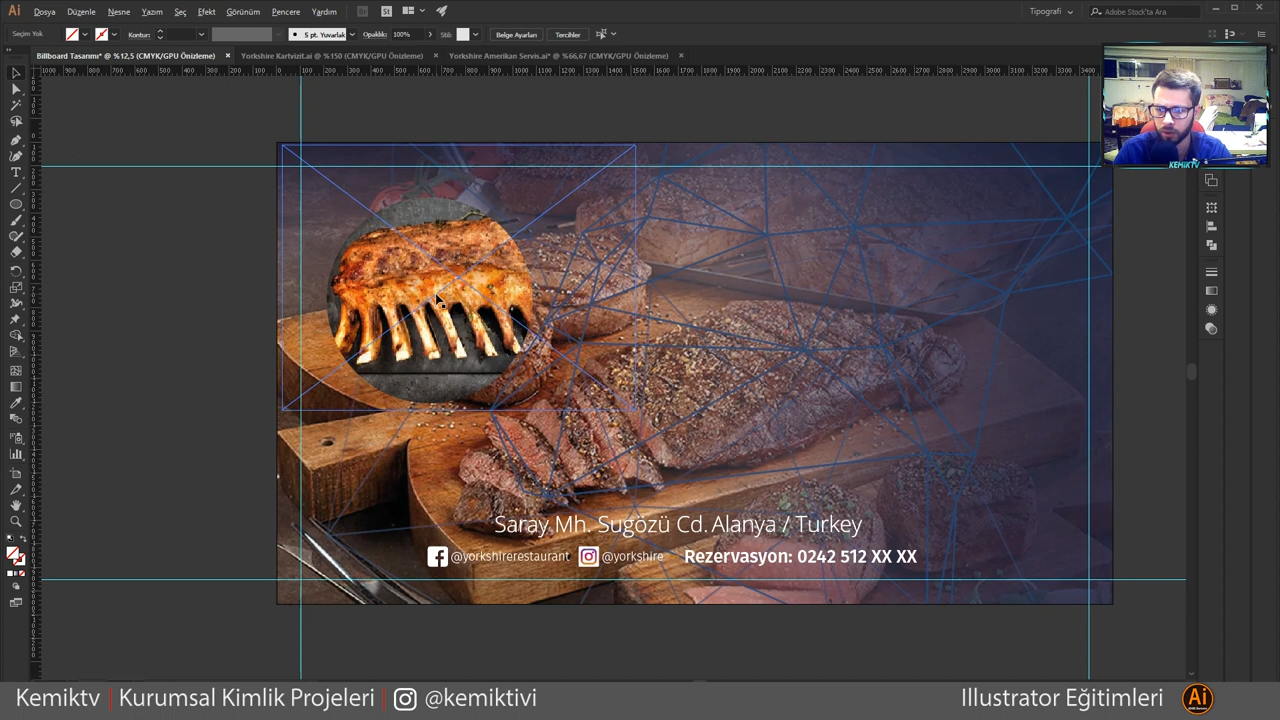 Ai Dosya Düzenle Nesne Yazım Seç Efekt Görünüm Pencere Yardım Br St Tipografi Adobe Stock'ta Ara
Seçim Yok Kontur: 5 pt. Yuvarlak Opaklık: 100% Stil: Belge Ayarları Tercihler
Billboard Tasarımı* @ %12,5 (CMYK/GPU Önizleme) × Yorkshire Kartvizit.ai @ %150 (CMYK/GPU Önizleme) × Yorkshire Amerikan Servis.ai* @ %66,67 (CMYK/GPU Önizleme) ×
KEMiKTV
Saray Mh. Sugözü Cd. Alanya / Turkey
@yorkshirerestaurant @yorkshire Rezervasyon: 0242 512 XX XX
Kemiktv | Kurumsal Kimlik Projeleri | @kemiktivi Illustrator Eğitimleri Ai